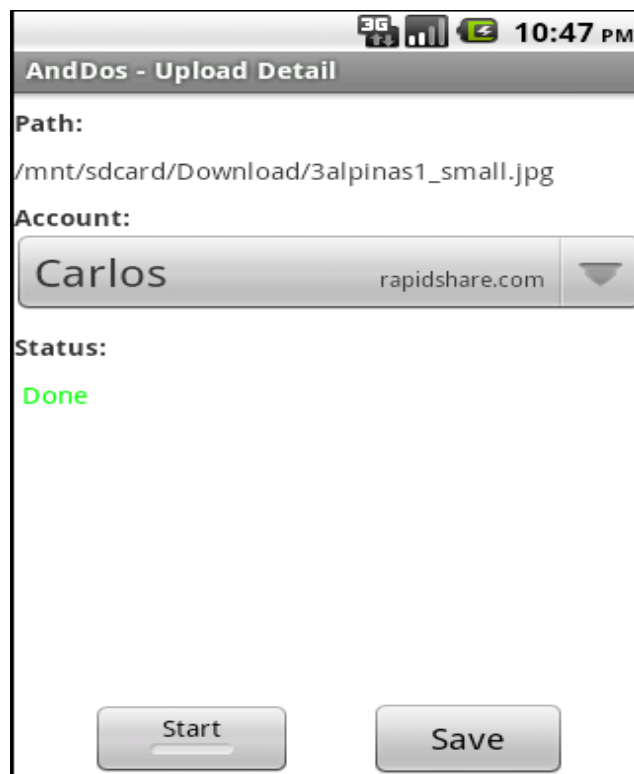 3G 10:47 PM
AndDos - Upload Detail
Path:
/mnt/sdcard/Download/3alpinas1_small.jpg
Account:
Carlos rapidshare.com
Status:
Done
Start Save